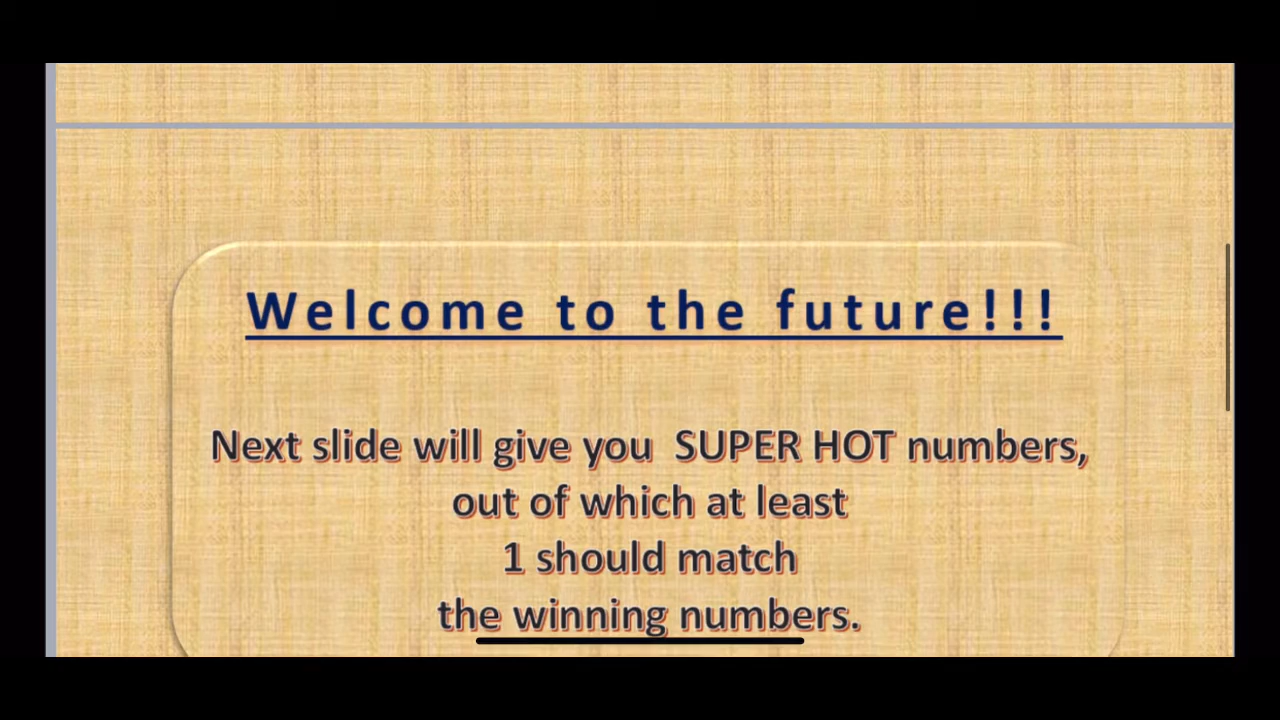 Welcome to the future!!!
Next slide will give you SUPER HOT numbers,
out of which at least
1 should match
the winning numbers.